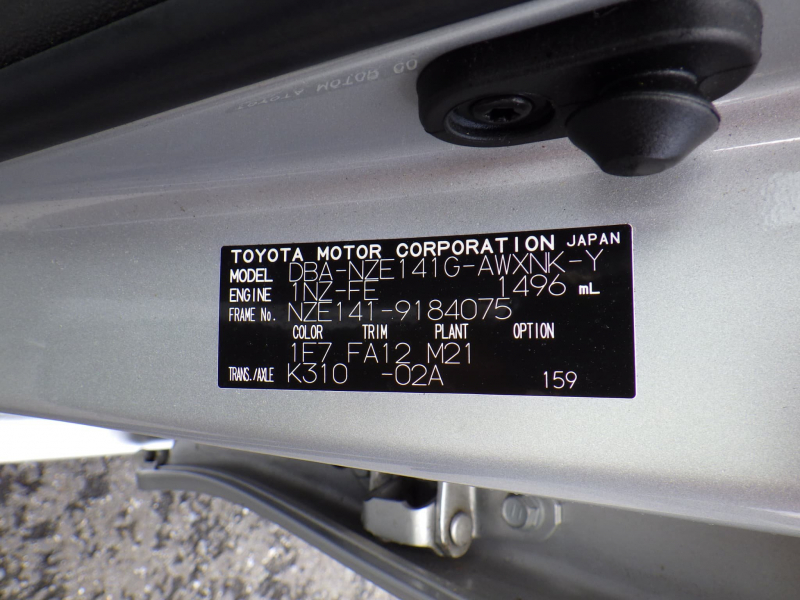 TOYOTA MOTOR CORPORATION JAPAN
MODEL DBA-NZE141G-AWXNK-Y
ENGINE 1NZ-FE 1496 mL
FRAME No. NZE141-9184075
COLOR TRIM PLANT OPTION
1E7 FA12 M21
TRANS./AXLE K310 -02A 159